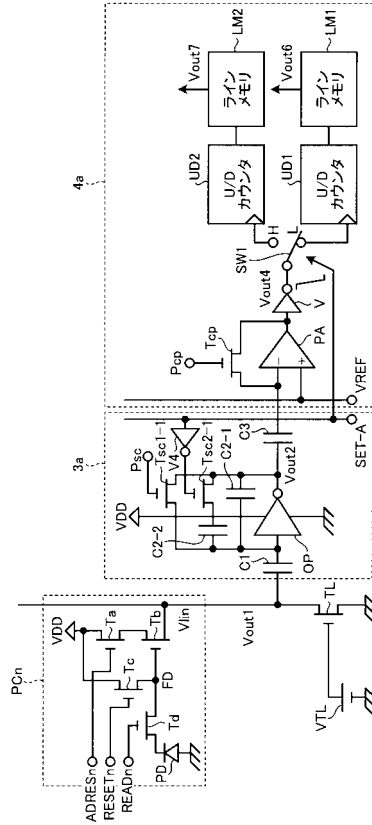 PCn
VDD
ADRESn
RESETn
READn
Ta
Tb
Tc
Td
FD
PD
Vlin
Vout1
VTL
TL
3a
VDD
Psc
Tsc1-1
V4
Tsc2-1
C2-1
C2-2
C1
OP
Vout2
C3
SET-A
VREF
4a
Pcp
Tcp
PA
V
Vout4
SW1
H
L
UD2
U/D
カウンタ
UD1
U/D
カウンタ
Vout7
ライン
メモリ
LM2
Vout6
ライン
メモリ
LM1